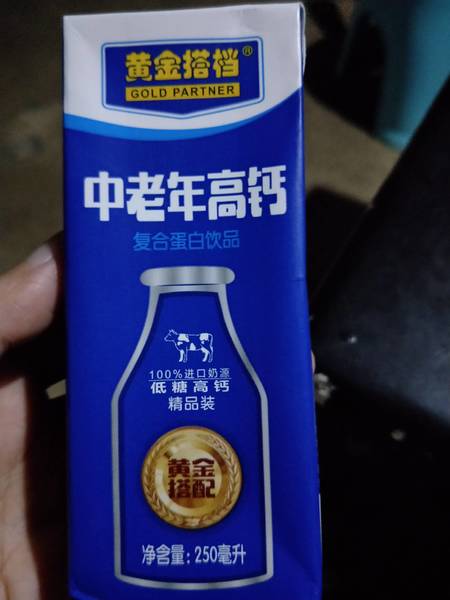 黄金搭档®
GOLD PARTNER
中老年高钙
复合蛋白饮品
100%进口奶源
低糖高钙
精品装
黄金
搭配
净含量：250毫升